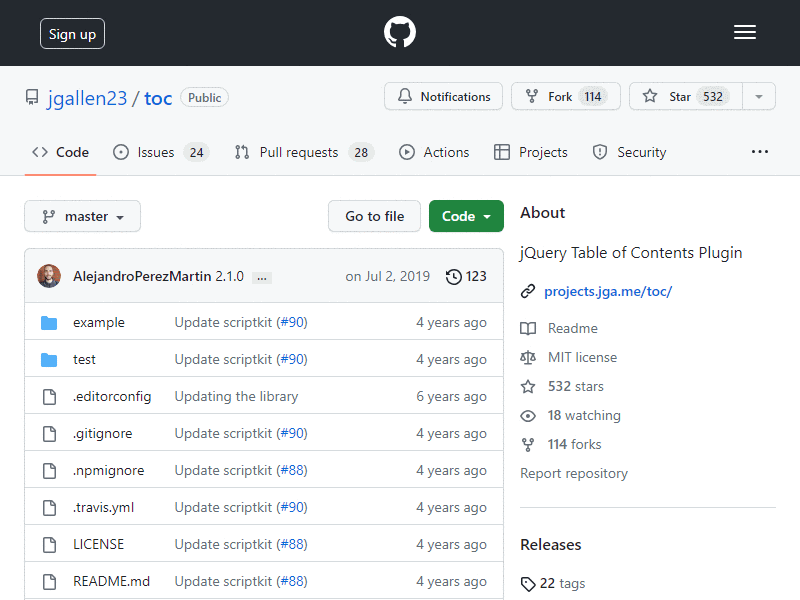 Sign up
jgallen23 / toc Public
Notifications Fork 114 Star 532
Code Issues 24 Pull requests 28 Actions Projects Security ...
master Go to file Code
AlejandroPerezMartin 2.1.0 ... on Jul 2, 2019 123
example Update scriptkit (#90) 4 years ago
test Update scriptkit (#90) 4 years ago
.editorconfig Updating the library 6 years ago
.gitignore Update scriptkit (#90) 4 years ago
.npmignore Update scriptkit (#88) 4 years ago
.travis.yml Update scriptkit (#90) 4 years ago
LICENSE Update scriptkit (#88) 4 years ago
README.md Update scriptkit (#88) 4 years ago
About
jQuery Table of Contents Plugin
projects.jga.me/toc/
Readme
MIT license
532 stars
18 watching
114 forks
Report repository
Releases
22 tags